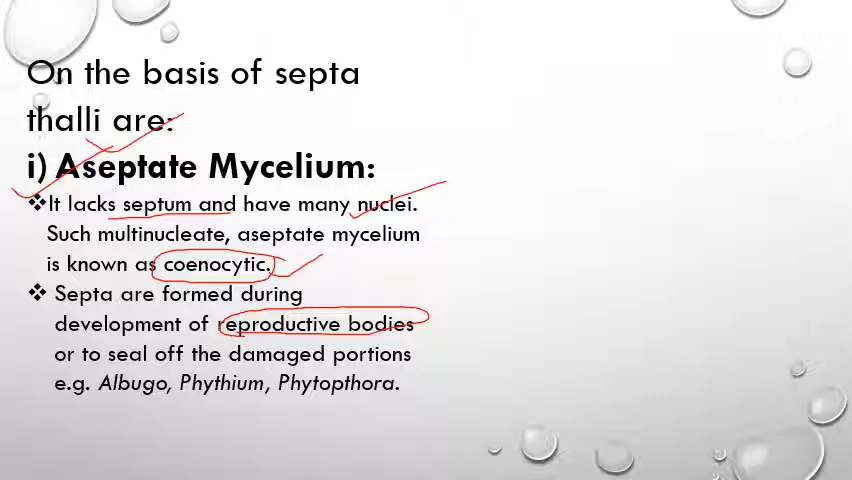 On the basis of septa
thalli are:
i) Aseptate Mycelium:
❖It lacks septum and have many nuclei.
Such multinucleate, aseptate mycelium
is known as coenocytic.
❖ Septa are formed during
development of reproductive bodies
or to seal off the damaged portions
e.g. Albugo, Phythium, Phytopthora.